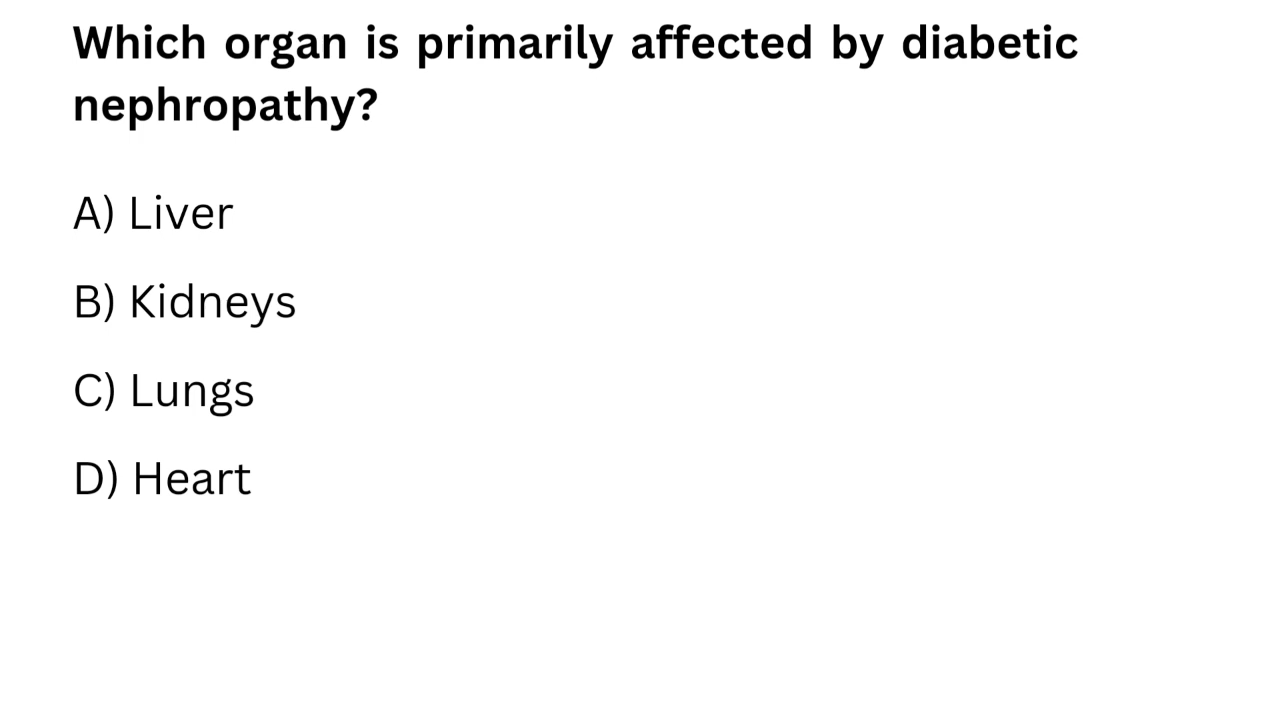 Which organ is primarily affected by diabetic
nephropathy?
A) Liver
B) Kidneys
C) Lungs
D) Heart